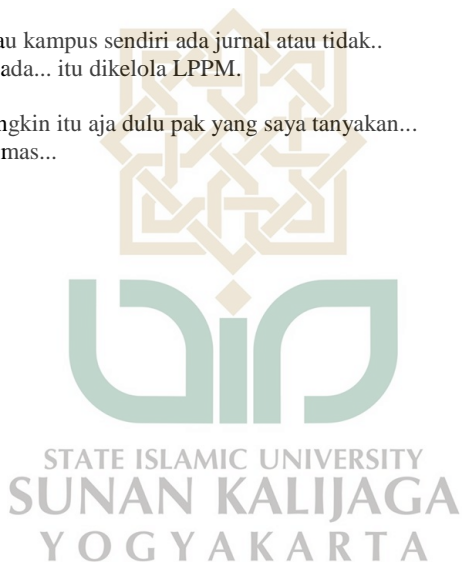 au kampus sendiri ada jurnal atau tidak..
ada... itu dikelola LPPM.
ngkin itu aja dulu pak yang saya tanyakan...
mas...
STATE ISLAMIC UNIVERSITY
SUNAN KALIJAGA
YOGYAKARTA